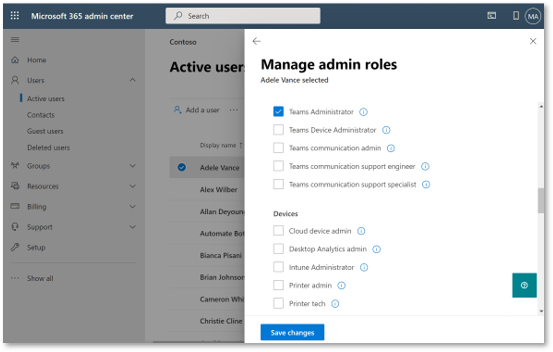 Microsoft 365 admin center
Search
MA
Home
Users
Active users
Contacts
Guest users
Deleted users
Groups
Resources
Billing
Support
Setup
Show all
Contoso
Active user
Add a user
Display name ↑
Adele Vance
Alex Wilber
Allan Deyoun
Automate Bot
Bianca Pisani
Brian Johnson
Cameron Whi
Christie Cline
Manage admin roles
Adele Vance selected
Teams Administrator
Teams Device Administrator
Teams communication admin
Teams communication support engineer
Teams communication support specialist
Devices
Cloud device admin
Desktop Analytics admin
Intune Administrator
Printer admin
Printer tech
Save changes